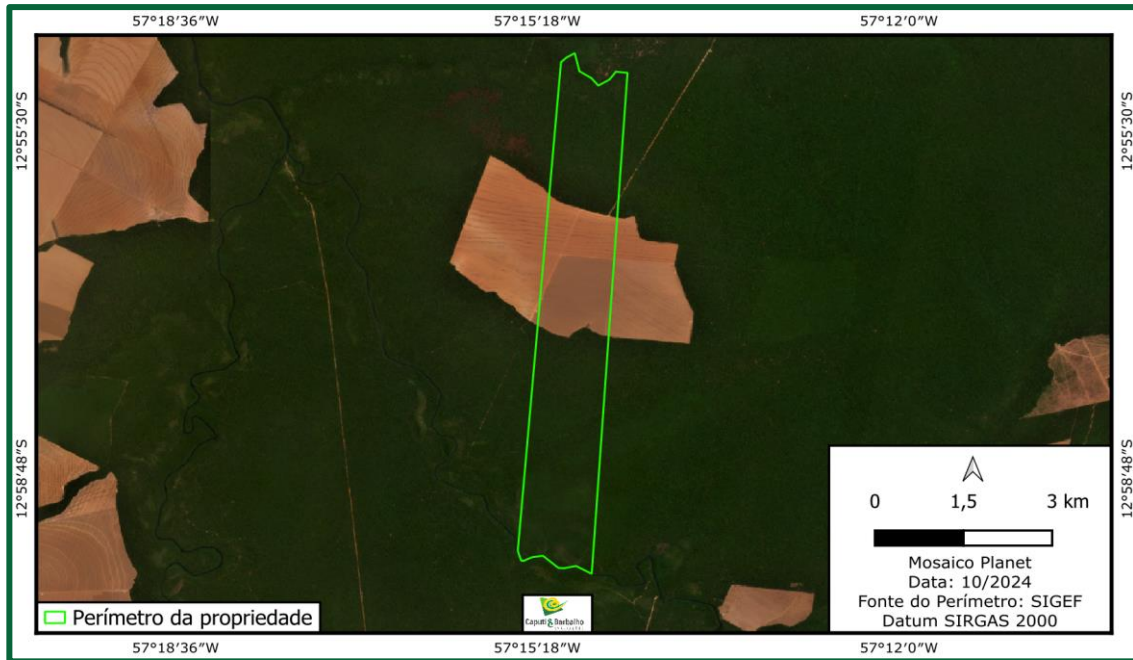 57°18′36″W 57°15′18″W 57°12′0″W
12°55′30″S
12°55′30″S
12°58′48″S
12°58′48″S
0 1,5 3 km
Mosaico Planet
Data: 10/2024
Fonte do Perímetro: SIGEF
Datum SIRGAS 2000
Perímetro da propriedade
Caputi & Barbalho
57°18′36″W 57°15′18″W 57°12′0″W